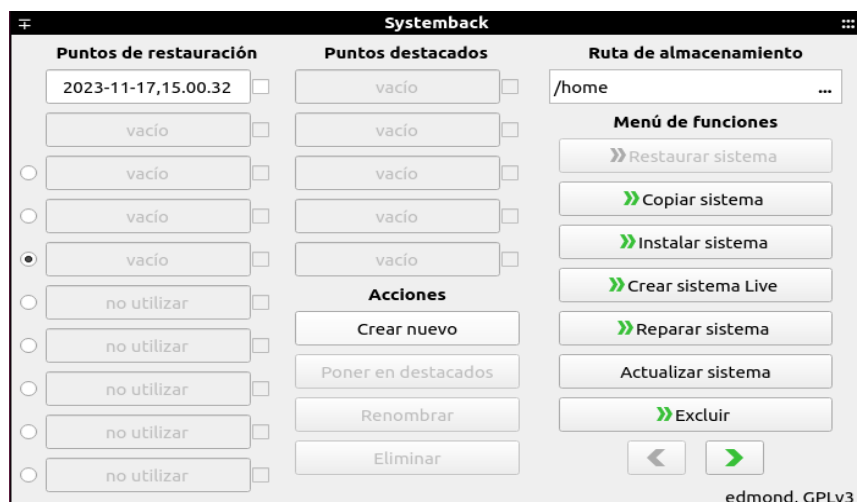 Systemback
Puntos de restauración
2023-11-17,15.00.32
vacío
vacío
vacío
vacío
no utilizar
no utilizar
no utilizar
no utilizar
no utilizar
Puntos destacados
vacío
vacío
vacío
vacío
vacío
Acciones
Crear nuevo
Poner en destacados
Renombrar
Eliminar
Ruta de almacenamiento
/home ...
Menú de funciones
Restaurar sistema
Copiar sistema
Instalar sistema
Crear sistema Live
Reparar sistema
Actualizar sistema
Excluir
edmond, GPLv3